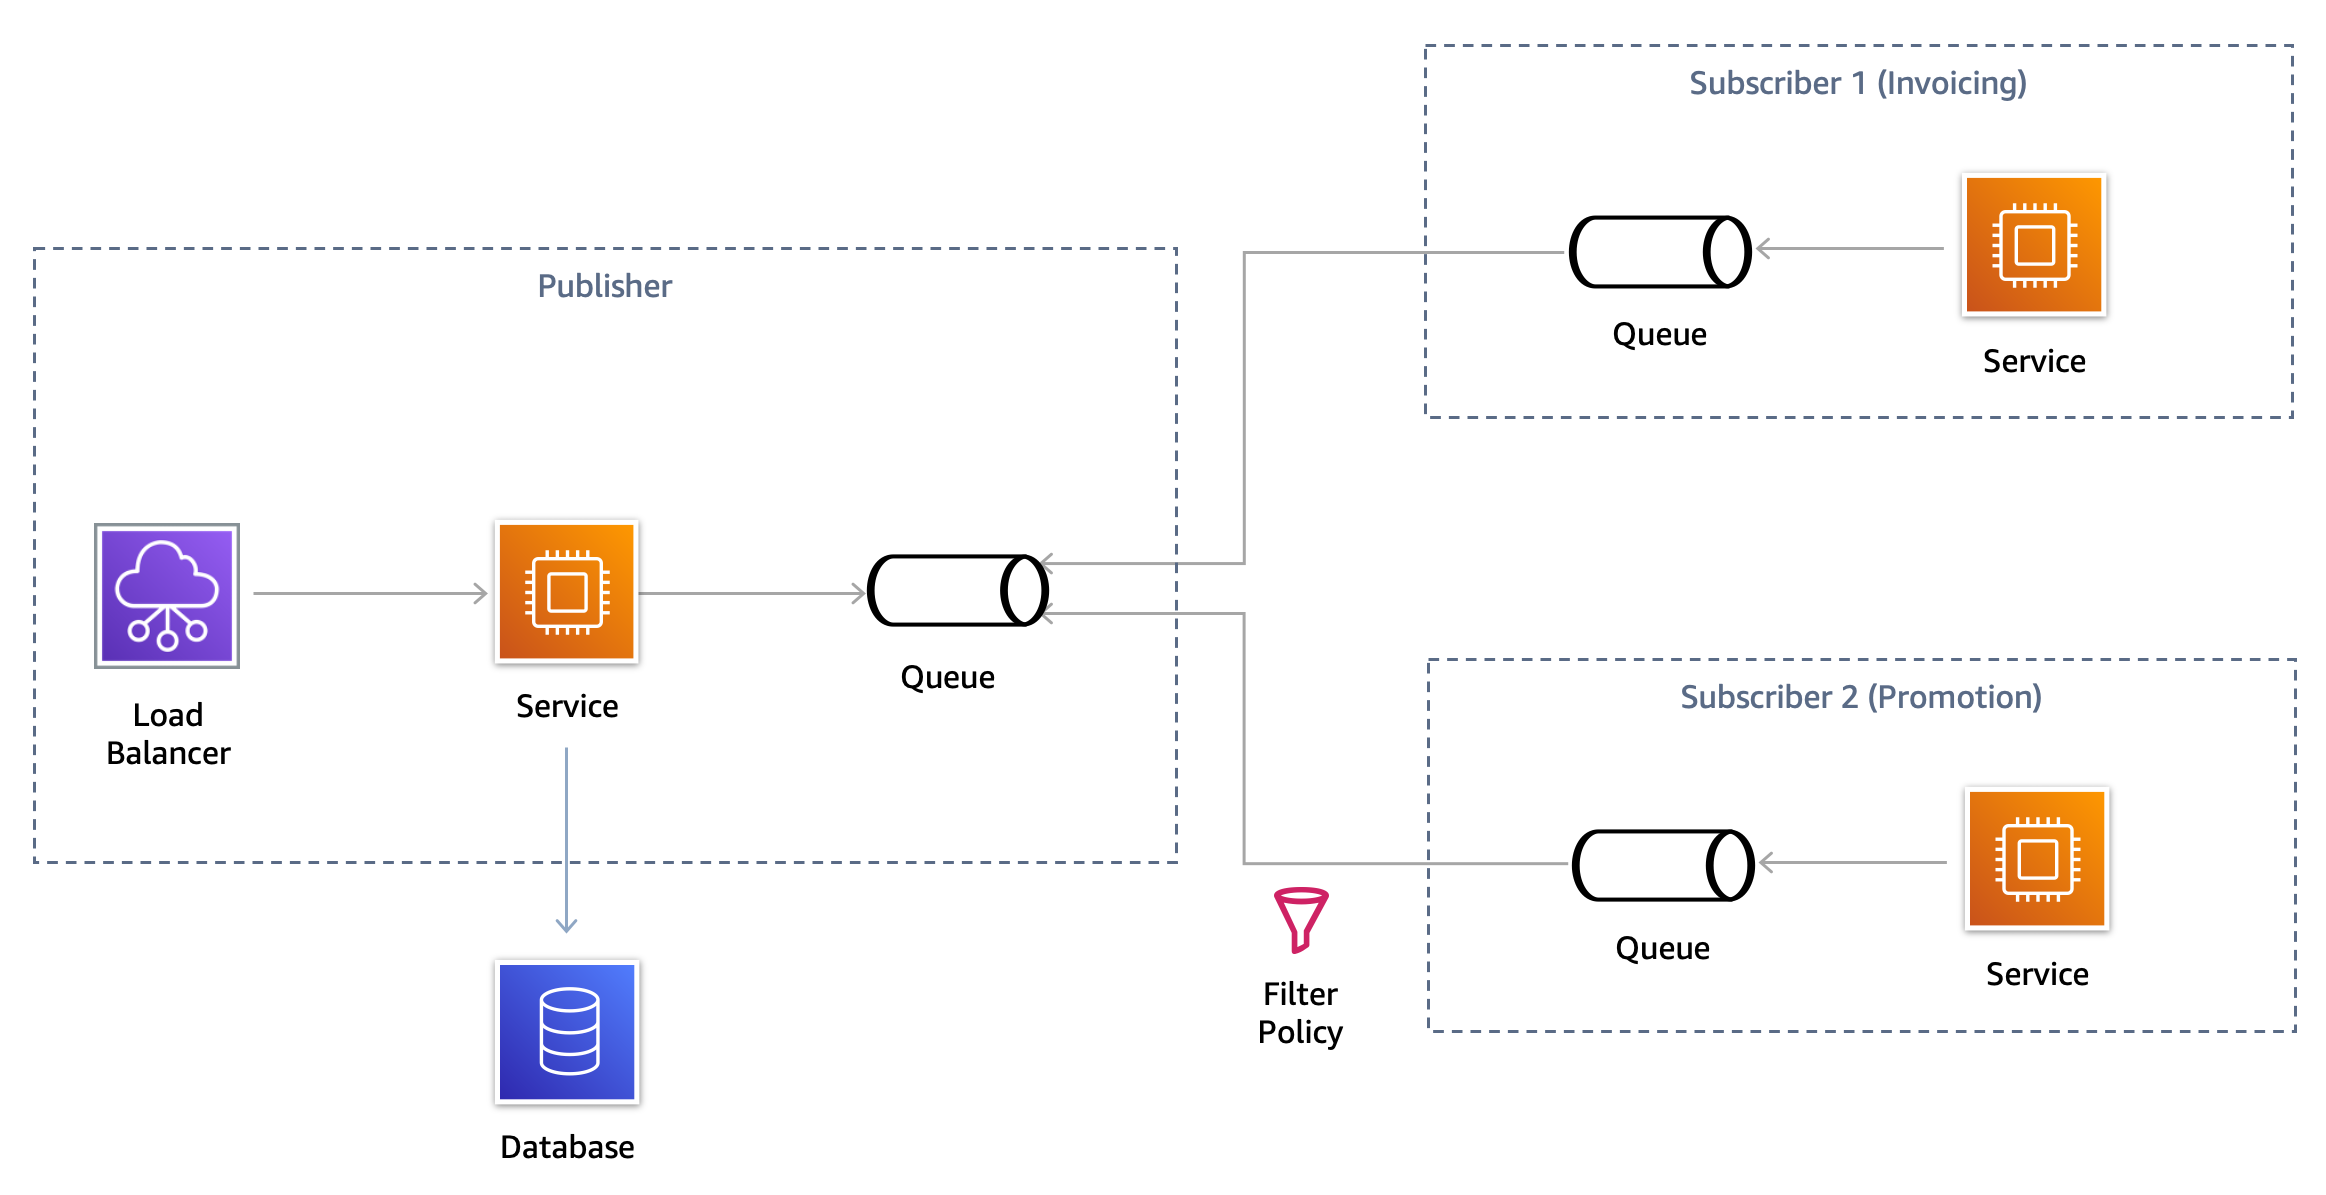 Subscriber 1 (Invoicing)
Queue
Service
Publisher
Load
Balancer
Service
Queue
Database
Subscriber 2 (Promotion)
Queue
Service
Filter
Policy